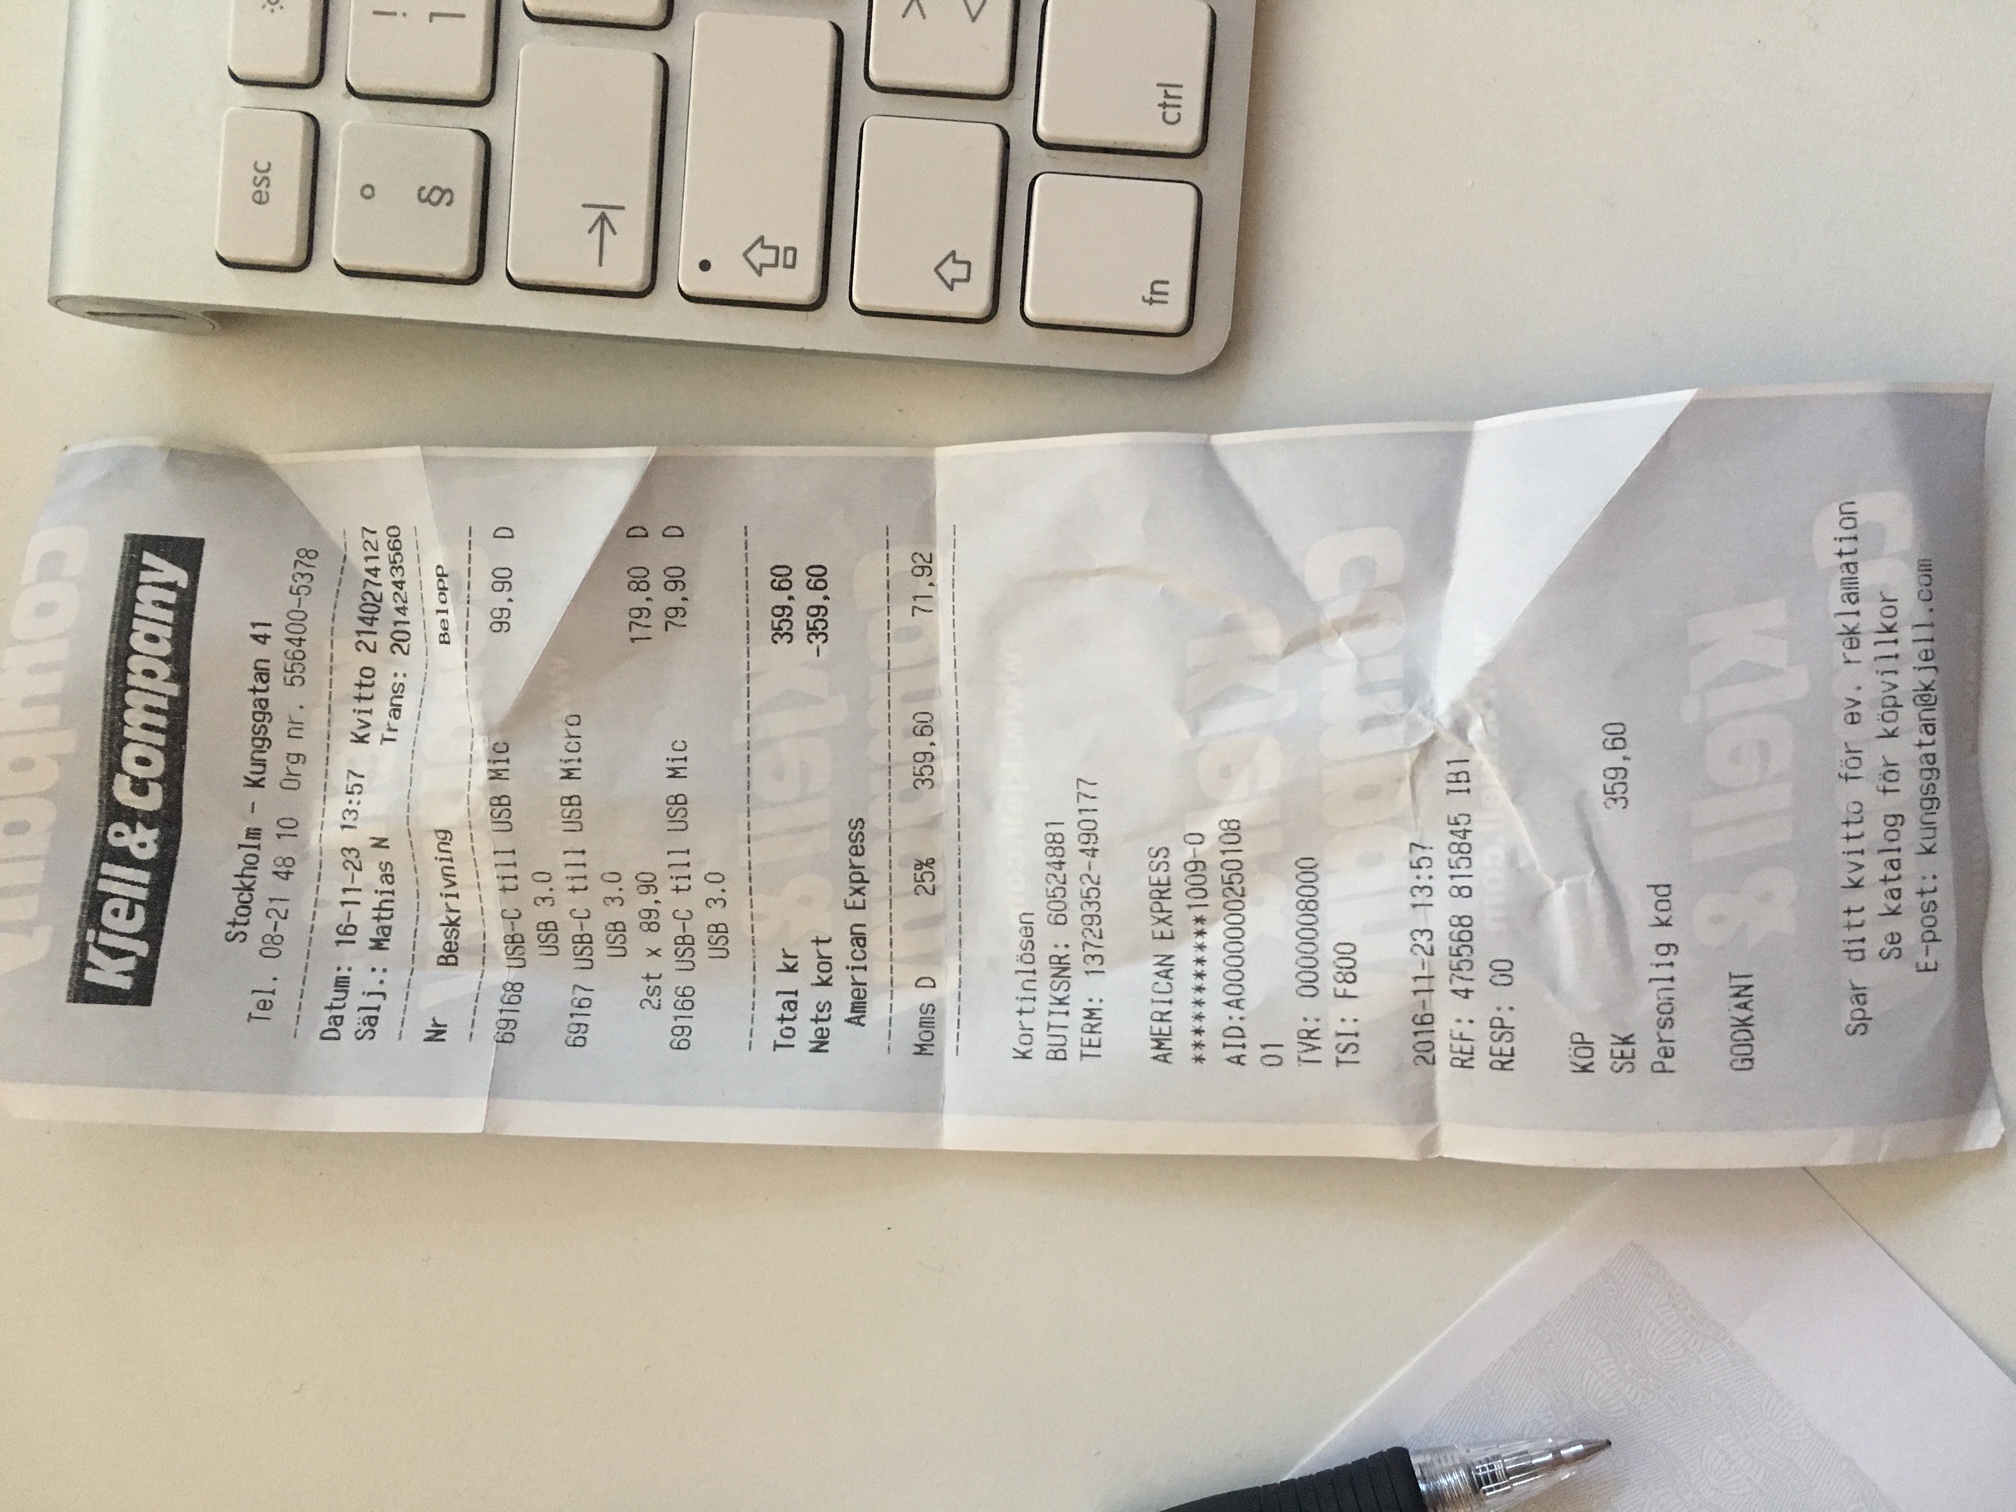 Kjell & Company
Stockholm - Kungsgatan 41
Tel. 08-21 48 10 Org nr. 556400-5378
Datum: 16-11-23 13:57 Kvitto 2140274127
Sälj.: Mathias N Trans: 2014243560
Nr Beskrivning Belopp
69168 USB-C till USB Mic 99,90 D
USB 3.0
69167 USB-C till USB Micro
USB 3.0
2st x 89,90 179,80 D
69166 USB-C till USB Mic 79,90 D
USB 3.0
Total kr 359,60
Nets kort -359,60
American Express
Moms D 25% 359,60 71,92
Kortinlösen
BUTIKSNR: 60524881
TERM: 13729352-490177
AMERICAN EXPRESS
***********1009-0
AID:A0000000250108
01
TVR: 0000008000
TSI: F800
2016-11-23 13:57
REF: 475568 815845 IB1
RESP: 00
KÖP
SEK 359,60
Personlig kod
GODKÄNT
Spar ditt kvitto för ev. reklamation
Se katalog för köpvillkor
E-post: kungsgatan@kjell.com
esc
°
§
!
1
>
<
fn
ctrl